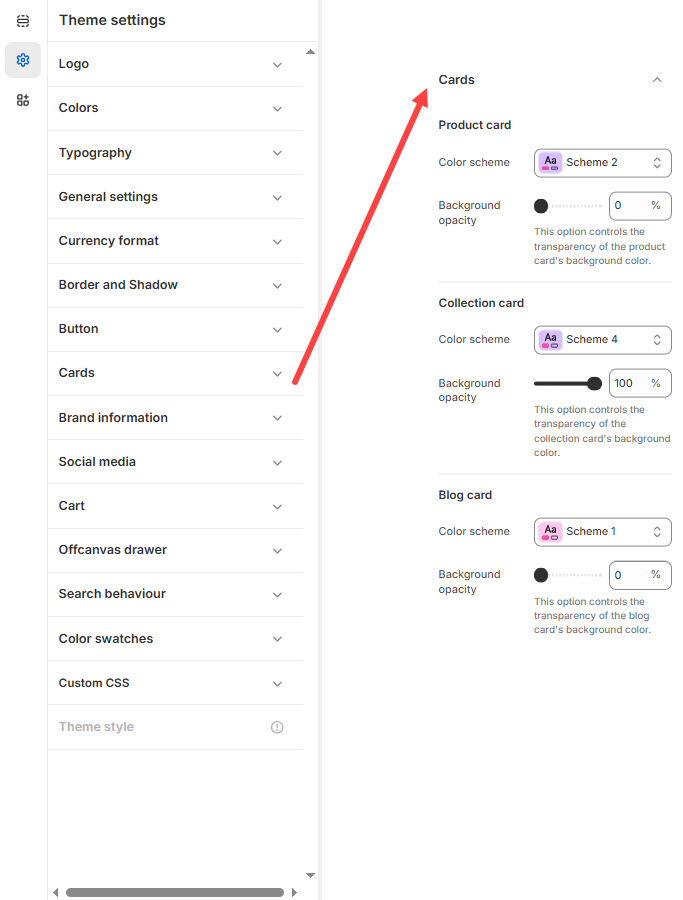 Theme settings
Logo
Colors
Typography
General settings
Currency format
Border and Shadow
Button
Cards
Brand information
Social media
Cart
Offcanvas drawer
Search behaviour
Color swatches
Custom CSS
Theme style
Cards
Product card
Color scheme
Aa
Scheme 2
Background
opacity
0 %
This option controls the
transparency of the product
card's background color.
Collection card
Color scheme
Aa
Scheme 4
Background
opacity
100 %
This option controls the
transparency of the
collection card's background
color.
Blog card
Color scheme
Aa
Scheme 1
Background
opacity
0 %
This option controls the
transparency of the blog
card's background color.